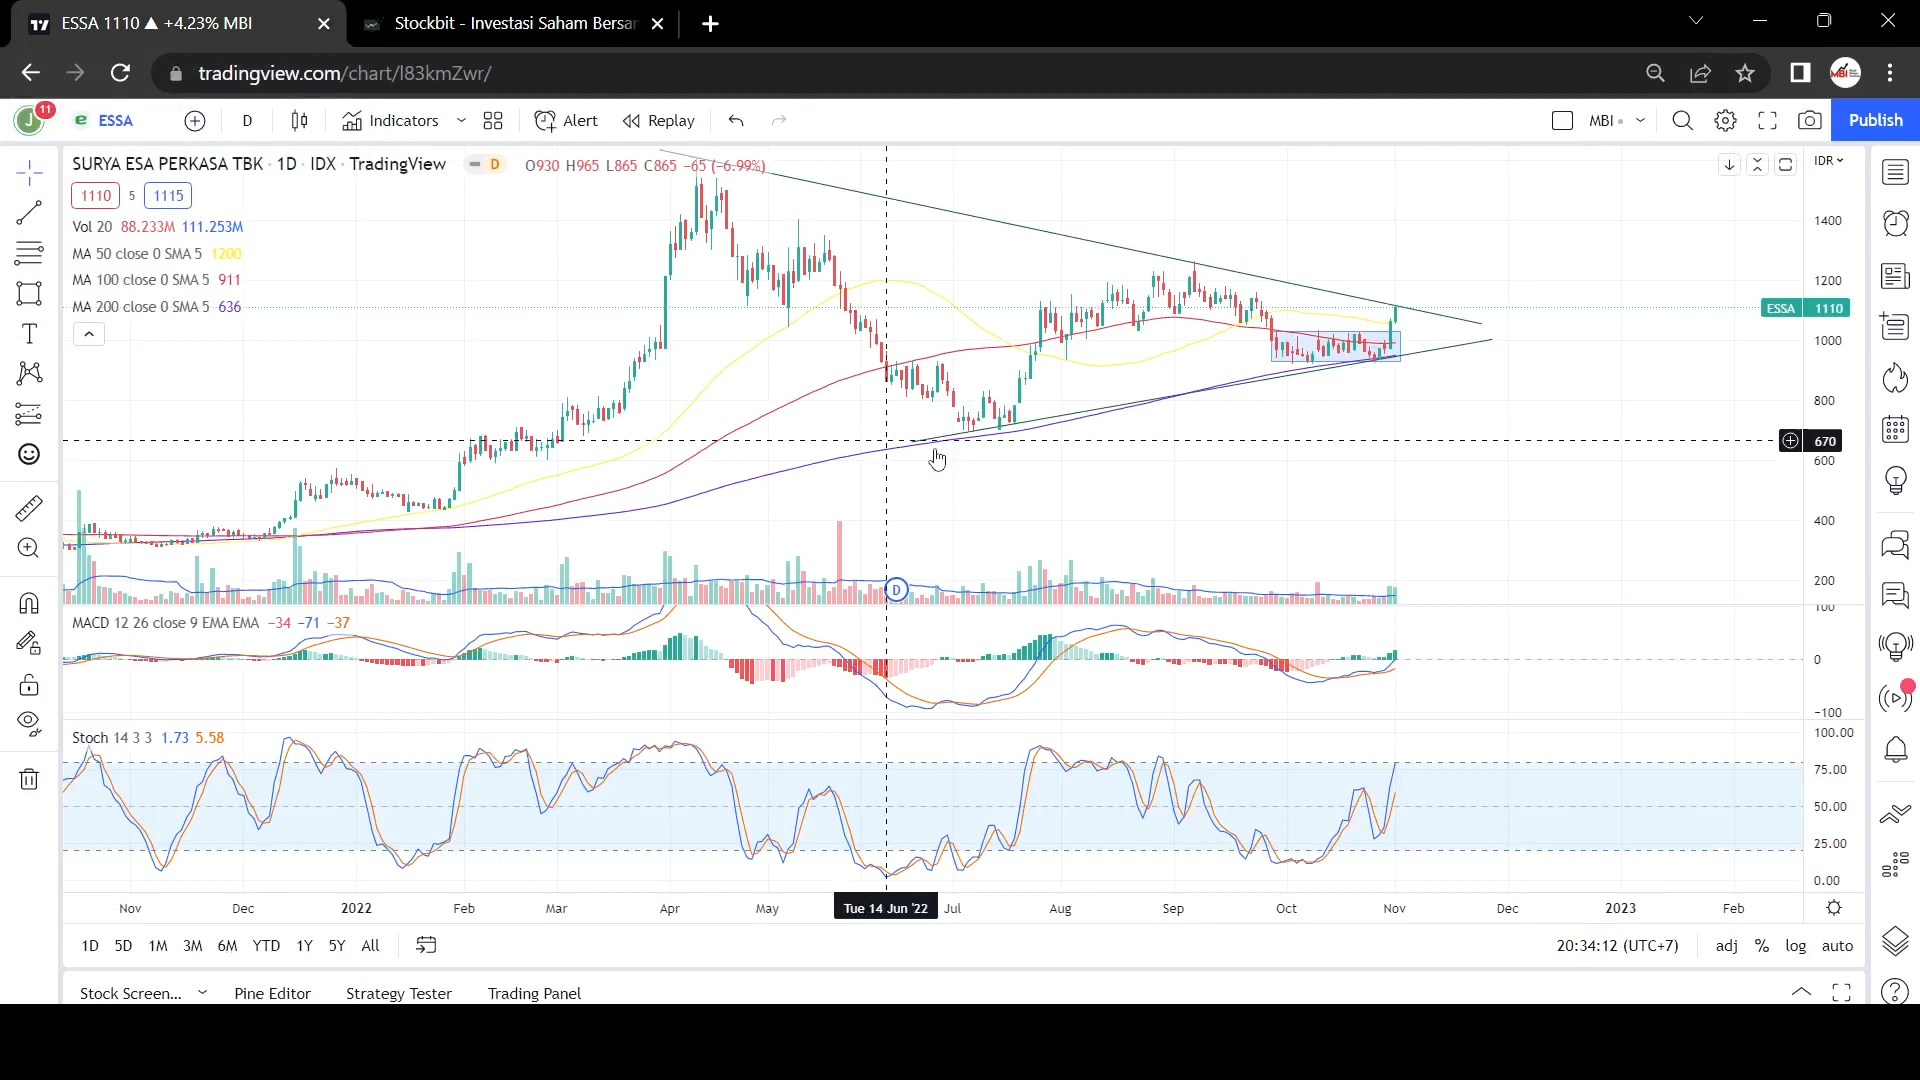 ESSA 1110 ▲ +4.23% MBI
Stockbit - Investasi Saham Bersar
tradingview.com/chart/l83kmZwr/
J 11 ESSA D Indicators Alert Replay MBI Publish
SURYA ESA PERKASA TBK · 1D · IDX · TradingView D O930 H965 L865 C865 −65 (−6.99%) IDR
1110 5 1115
Vol 20 88.233M 111.253M
MA 50 close 0 SMA 5 1200
MA 100 close 0 SMA 5 911
MA 200 close 0 SMA 5 636
1400
1200
ESSA 1110
1000
800
670
600
400
200
D
100
MACD 12 26 close 9 EMA EMA −34 −71 −37
0
−100
Stoch 14 3 3 1.73 5.58
100.00
75.00
50.00
25.00
0.00
Nov Dec 2022 Feb Mar Apr May Tue 14 Jun '22 Jul Aug Sep Oct Nov Dec 2023 Feb
1D 5D 1M 3M 6M YTD 1Y 5Y All 20:34:12 (UTC+7) adj % log auto
Stock Screen... Pine Editor Strategy Tester Trading Panel